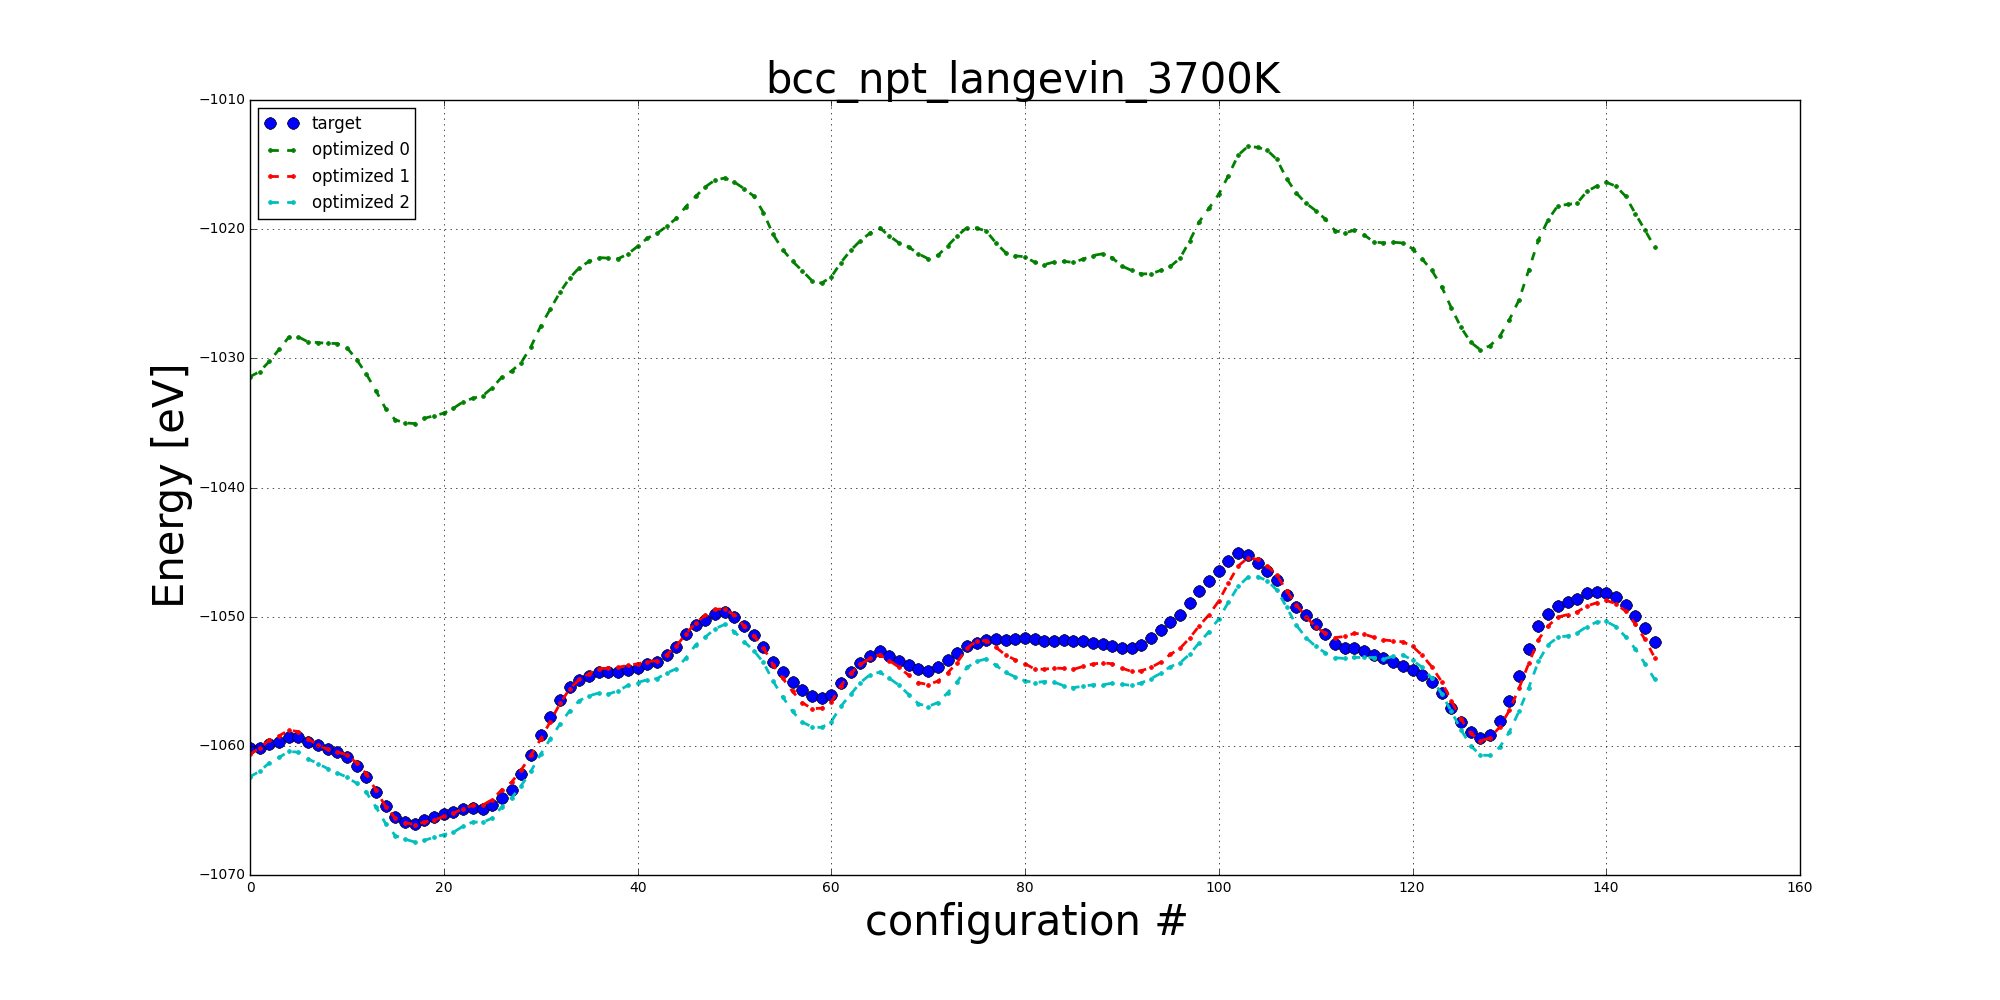 bcc_npt_langevin_3700K
target
optimized 0
optimized 1
optimized 2
Energy [eV]
−1010
−1020
−1030
−1040
−1050
−1060
−1070
0 20 40 60 80 100 120 140 160
configuration #